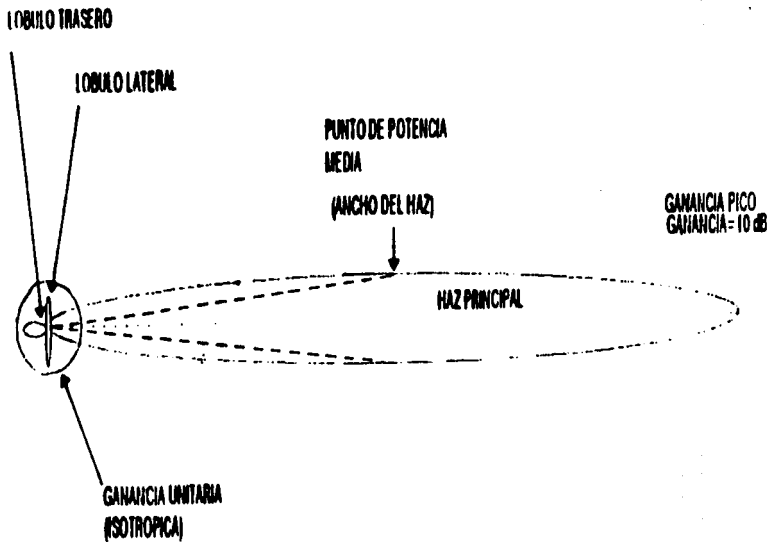 LOBULO TRASERO
LOBULO LATERAL
PUNTO DE POTENCIA
MEDIA
(ANCHO DEL HAZ)
GANANCIA PICO
GANANCIA = 10 dB
HAZ PRINCIPAL
GANANCIA UNITARIA
(ISOTROPICA)